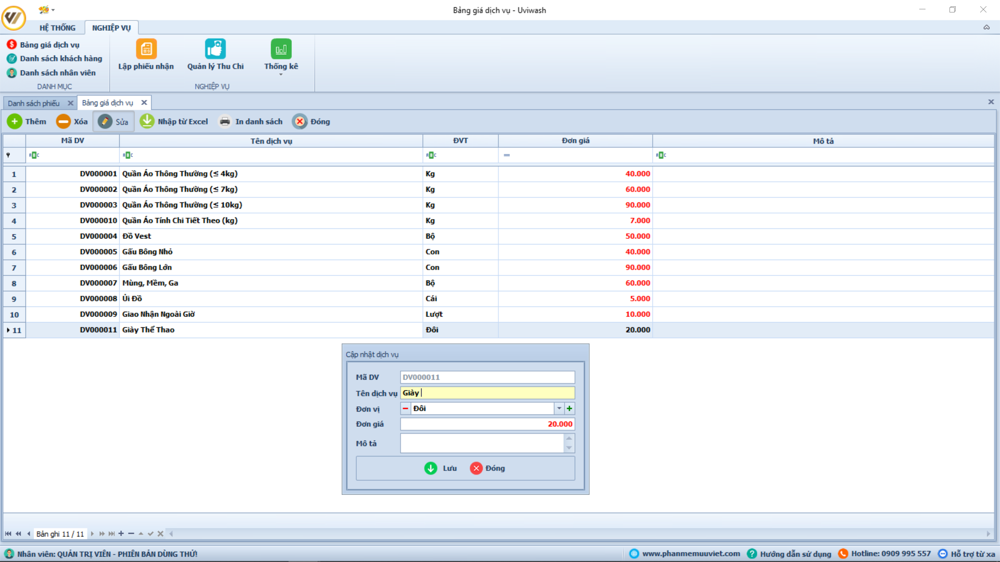 Bảng giá dịch vụ - Uviwash
HỆ THỐNG
NGHIỆP VỤ
Bảng giá dịch vụ
Danh sách khách hàng
Danh sách nhân viên
DANH MỤC
Lập phiếu nhận
Quản lý Thu Chi
Thống kê
NGHIỆP VỤ
Danh sách phiếu
Bảng giá dịch vụ
Thêm
Xóa
Sửa
Nhập từ Excel
In danh sách
Đóng
Mã DV Tên dịch vụ ĐVT Đơn giá Mô tả
ABC ABC ABC = ABC
1 DV000001 Quần Áo Thông Thường (≤ 4kg) Kg 40.000
2 DV000002 Quần Áo Thông Thường (≤ 7kg) Kg 60.000
3 DV000003 Quần Áo Thông Thường (≤ 10kg) Kg 90.000
4 DV000010 Quần Áo Tính Chi Tiết Theo (kg) Kg 7.000
5 DV000004 Đồ Vest Bộ 50.000
6 DV000005 Gấu Bông Nhỏ Con 40.000
7 DV000006 Gấu Bông Lớn Con 90.000
8 DV000007 Mùng, Mềm, Ga Bộ 60.000
9 DV000008 Ủi Đồ Cái 5.000
10 DV000009 Giao Nhận Ngoài Giờ Lượt 10.000
11 DV000011 Giày Thể Thao Đôi 20.000
Cập nhật dịch vụ
Mã DV DV000011
Tên dịch vụ Giày
Đơn vị Đôi
Đơn giá 20.000
Mô tả
Lưu
Đóng
Bản ghi 11 / 11
Nhân viên: QUẢN TRỊ VIÊN - PHIÊN BẢN DÙNG THỬ!
www.phanmemuuviet.com
Hướng dẫn sử dụng
Hotline: 0909 995 557
Hỗ trợ từ xa